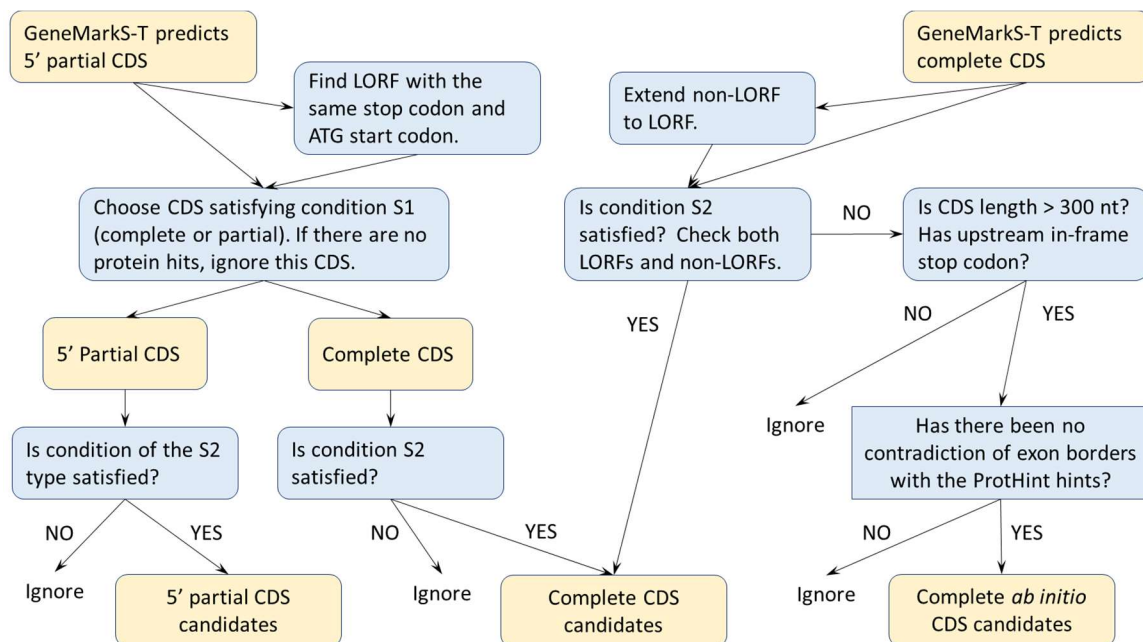 GeneMarkS-T predicts
5’ partial CDS
Find LORF with the
same stop codon and
ATG start codon.
Choose CDS satisfying condition S1
(complete or partial). If there are no
protein hits, ignore this CDS.
5’ Partial CDS
Complete CDS
Is condition of the S2
type satisfied?
Is condition S2
satisfied?
NO
YES
NO
YES
Ignore
5’ partial CDS
candidates
Ignore
Complete CDS
candidates
GeneMarkS-T predicts
complete CDS
Extend non-LORF
to LORF.
Is condition S2
satisfied?  Check both
LORFs and non-LORFs.
NO
YES
Is CDS length > 300 nt?
Has upstream in-frame
stop codon?
NO
YES
Ignore
Has there been no
contradiction of exon borders
with the ProtHint hints?
NO
YES
Ignore
Complete ab initio
CDS candidates